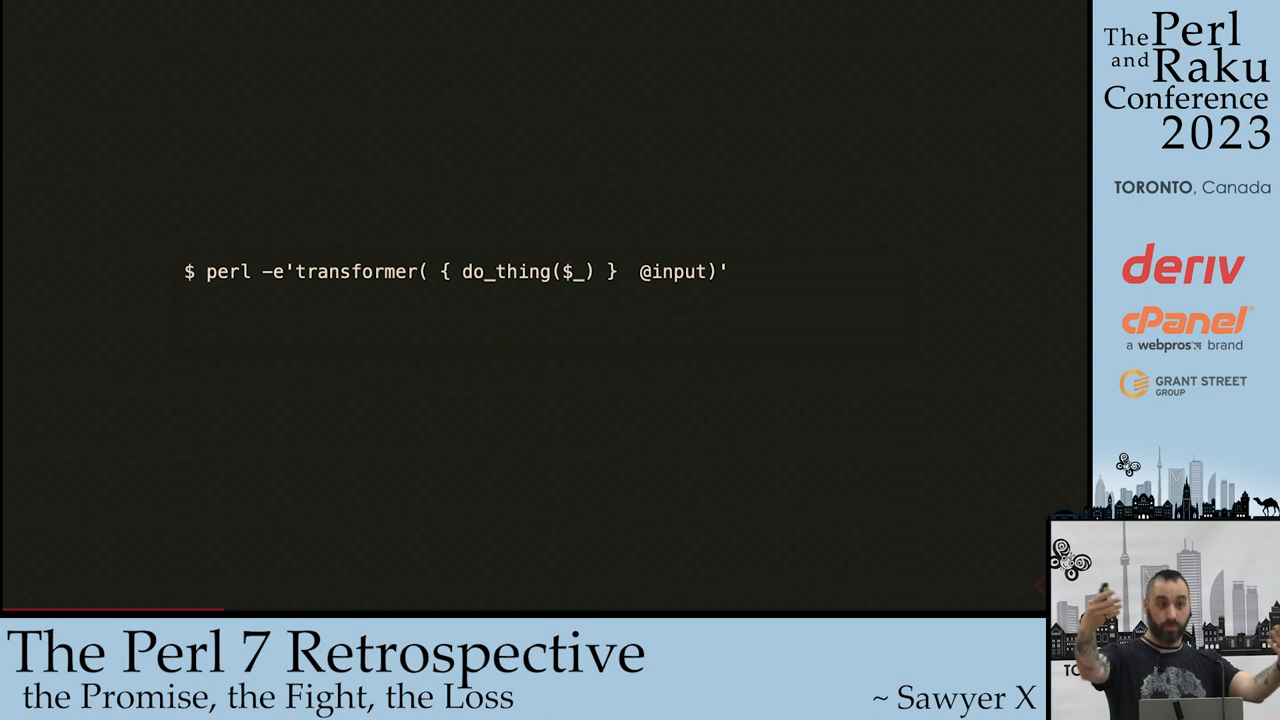 $ perl -e'transformer( { do_thing($_) }  @input)'
The Perl
and Raku
Conference
2023
TORONTO, Canada
deriv
cPanel®
a webpros brand
GRANT STREET
GROUP
The Perl 7 Retrospective
the Promise, the Fight, the Loss
~ Sawyer X